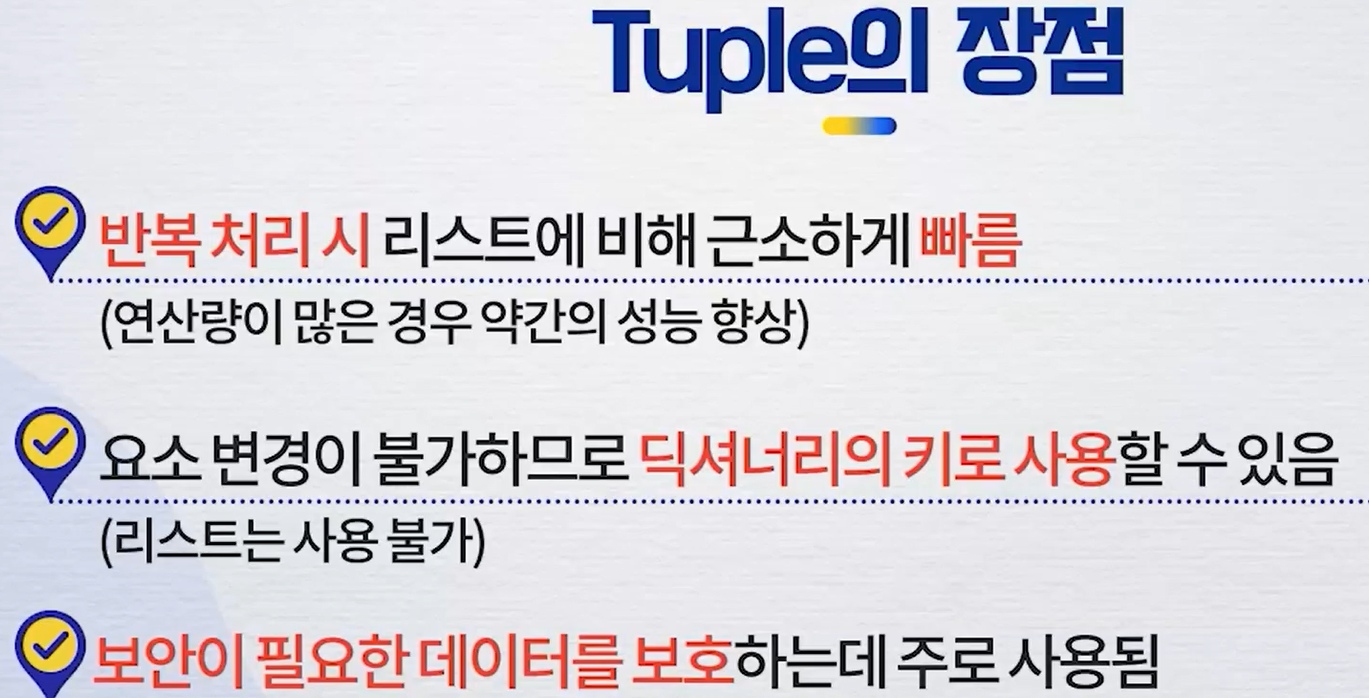 Tuple의 장점
반복 처리 시 리스트에 비해 근소하게 빠름
(연산량이 많은 경우 약간의 성능 향상)
요소 변경이 불가하므로 딕셔너리의 키로 사용할 수 있음
(리스트는 사용 불가)
보안이 필요한 데이터를 보호하는데 주로 사용됨